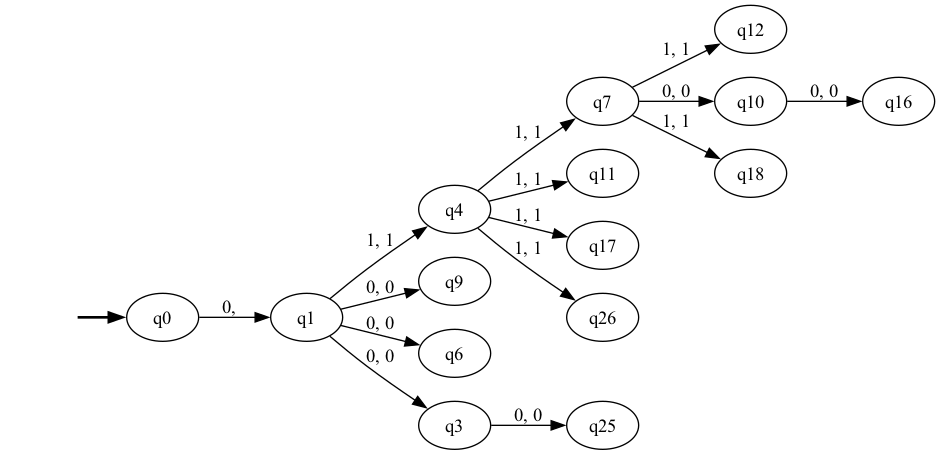 q12
1, 1
q7
0, 0
q10
0, 0
q16
1, 1
1, 1
q11
q18
1, 1
q4
1, 1
q17
1, 1
1, 1
q9
0, 0
q0
0,
q1
q26
0, 0
q6
0, 0
q3
0, 0
q25